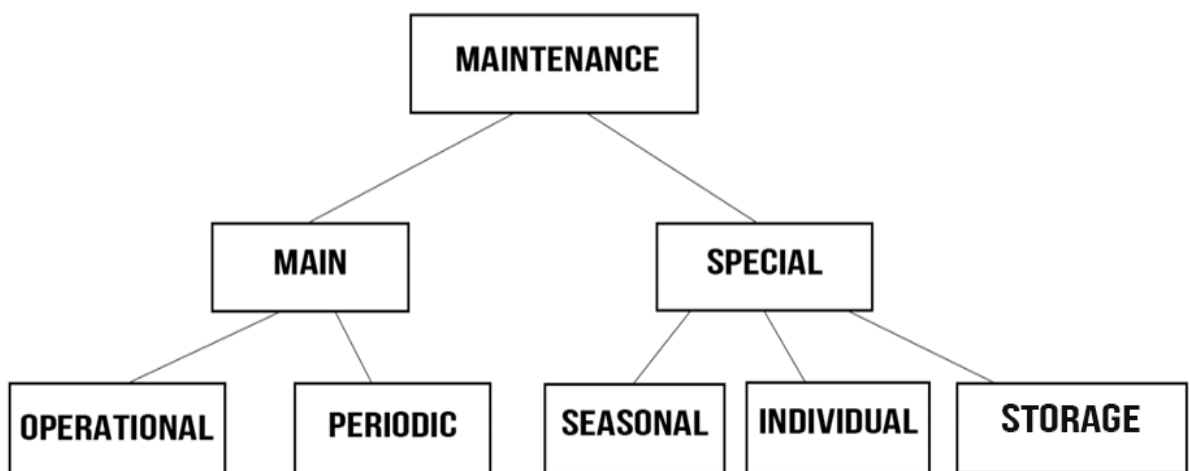 MAINTENANCE
MAIN
SPECIAL
OPERATIONAL
PERIODIC
SEASONAL
INDIVIDUAL
STORAGE